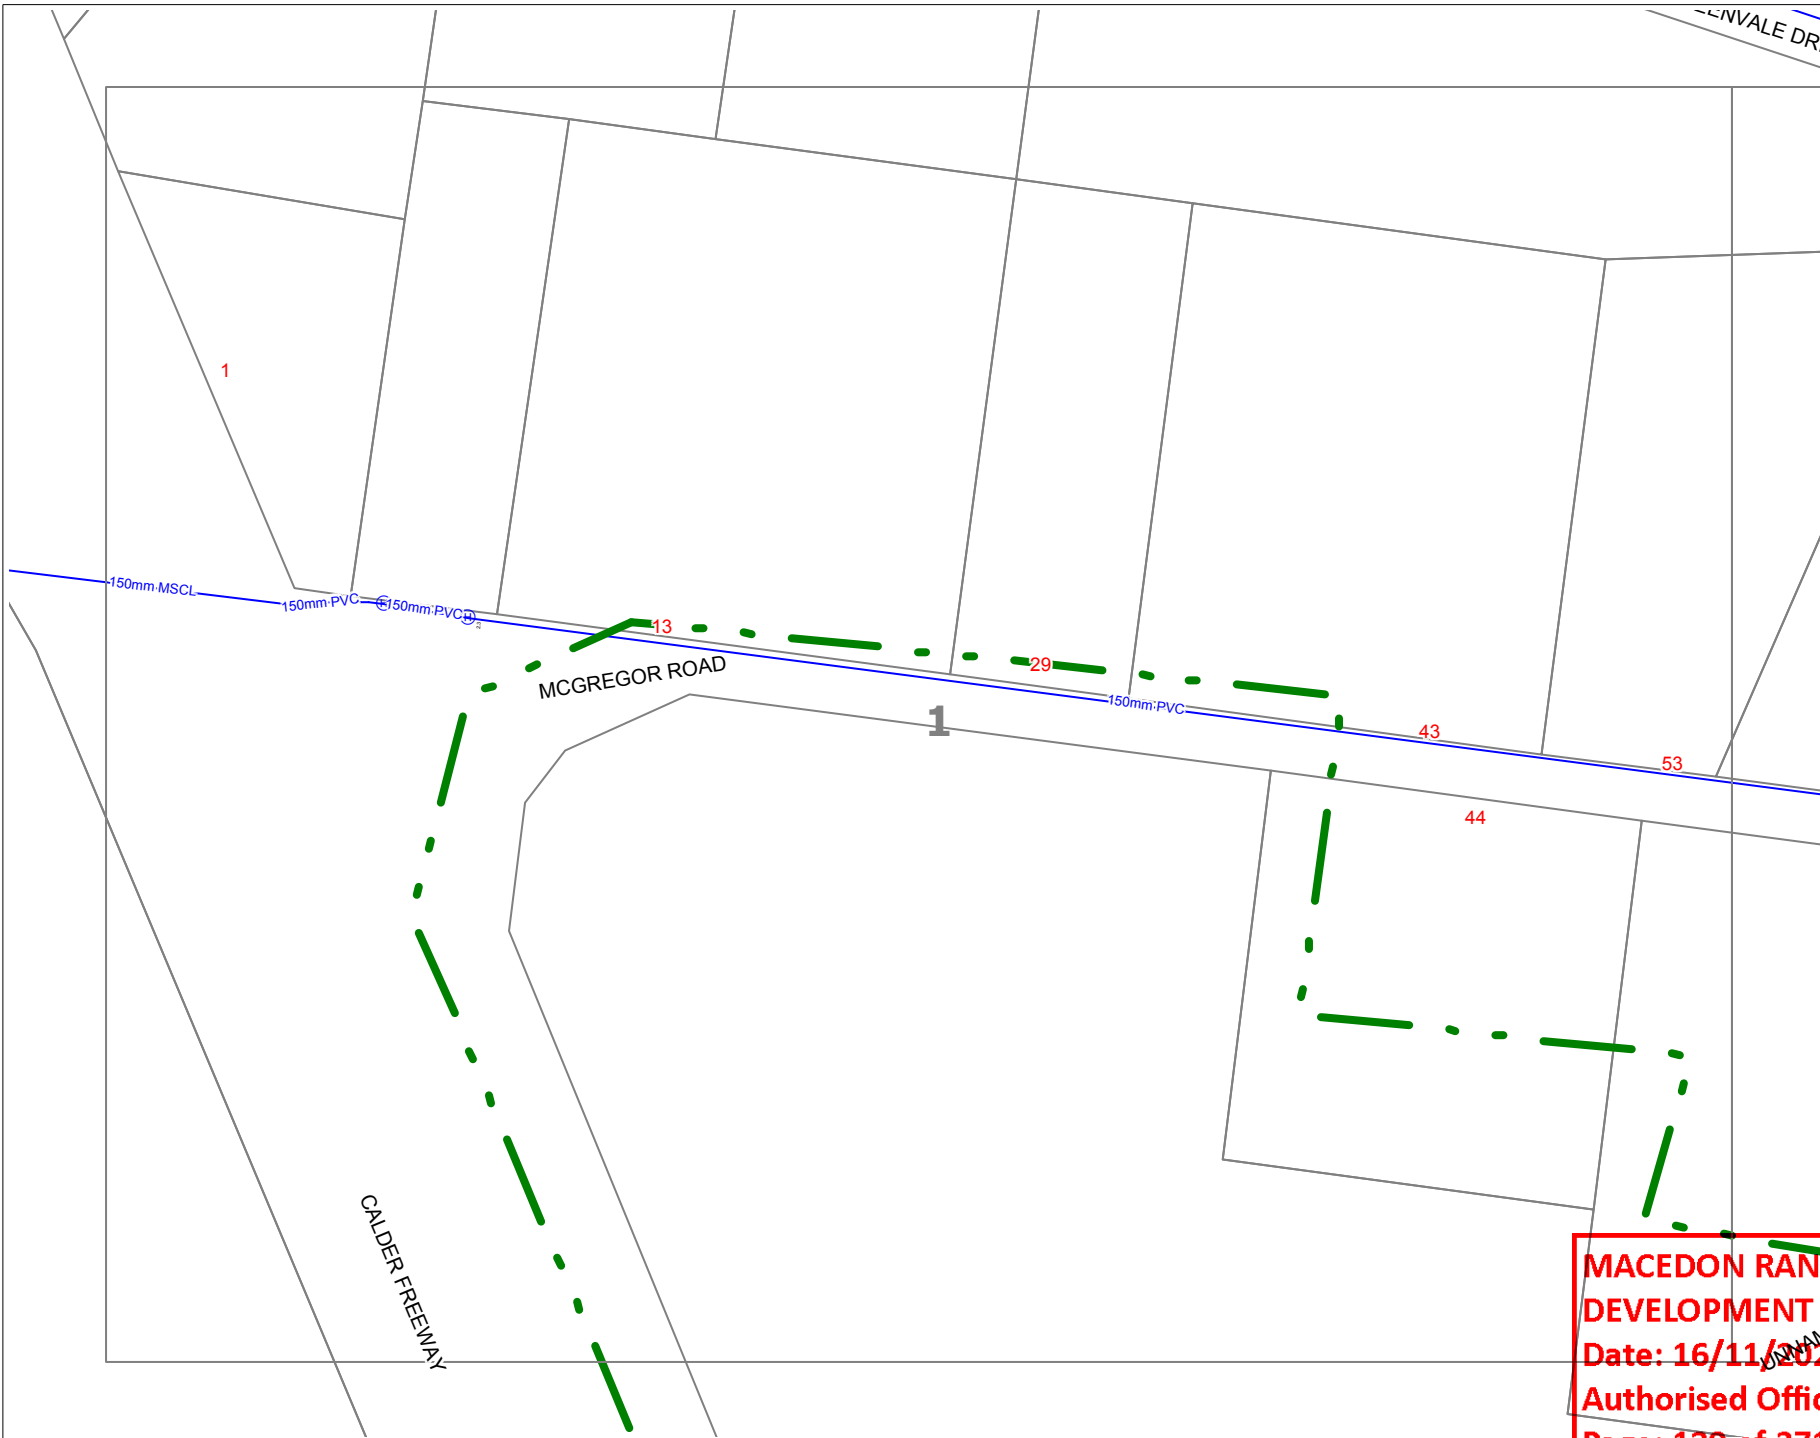 ENVALE DR
1
150mm MSCL
150mm PVC
150mm PVC
H
13
MCGREGOR ROAD
29
150mm PVC
1
43
53
44
CALDER FREEWAY
MACEDON RAN
DEVELOPMENT
Date: 16/11/202
UNNAM
Authorised Offic